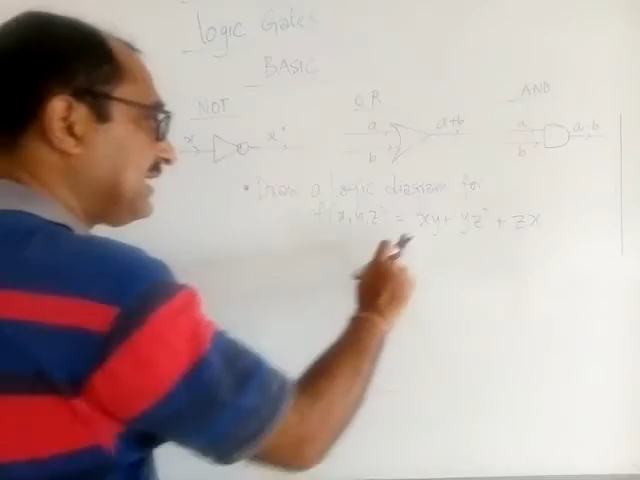 Logic Gates
BASIC
NOT
OR
AND
x x'
a b a+b
a b a·b
• Draw a logic diagram for
f(x,y,z) = xy + yz' + zx